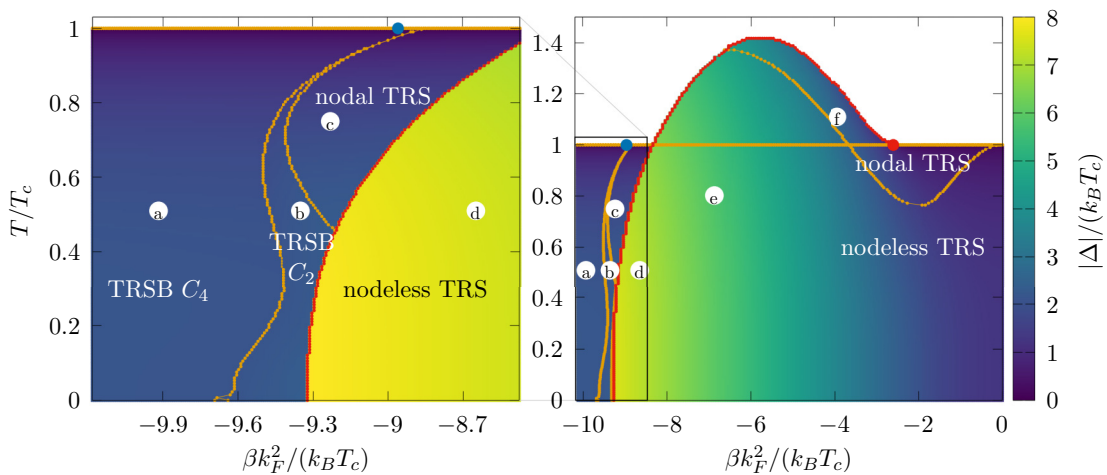 1
0.8
0.6
0.4
0.2
0
T/T_c
−9.9
−9.6
−9.3
−9
−8.7
βk_F^2/(k_BT_c)
nodal TRS
c
a
b
d
TRSB
C_2
TRSB C_4
nodeless TRS
1.4
1.2
1
0.8
0.6
0.4
0.2
0
−10
−8
−6
−4
−2
0
βk_F^2/(k_BT_c)
f
nodal TRS
c
e
nodeless TRS
a
b
d
8
7
6
5
4
3
2
1
0
|Δ|/(k_BT_c)